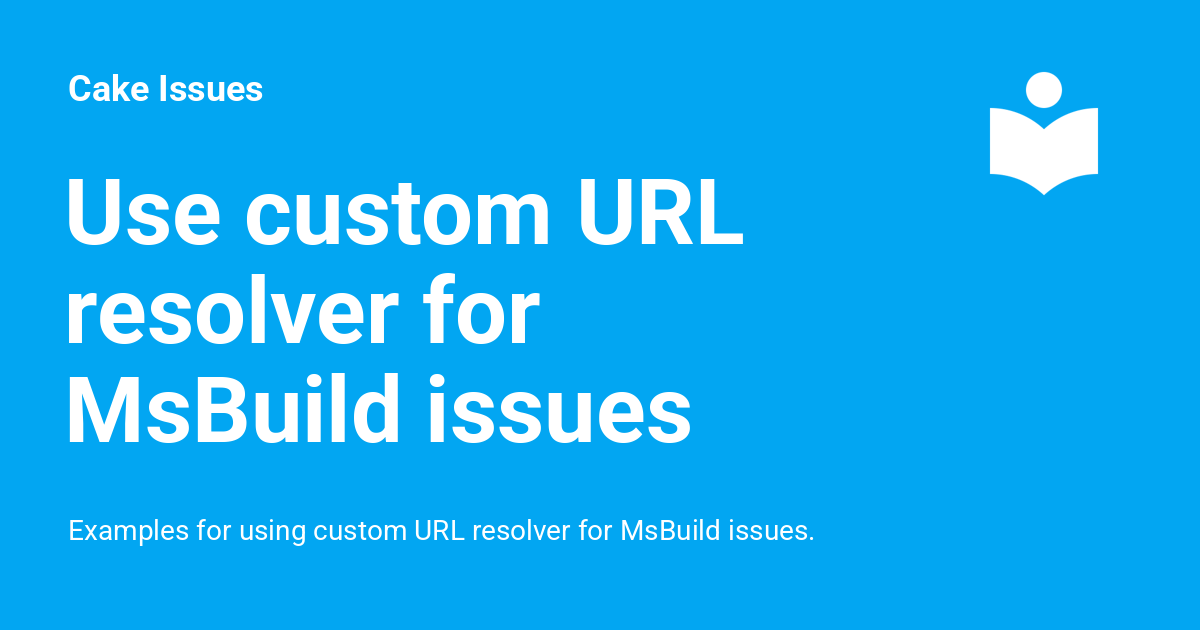 Cake Issues
Use custom URL
resolver for
MsBuild issues
Examples for using custom URL resolver for MsBuild issues.